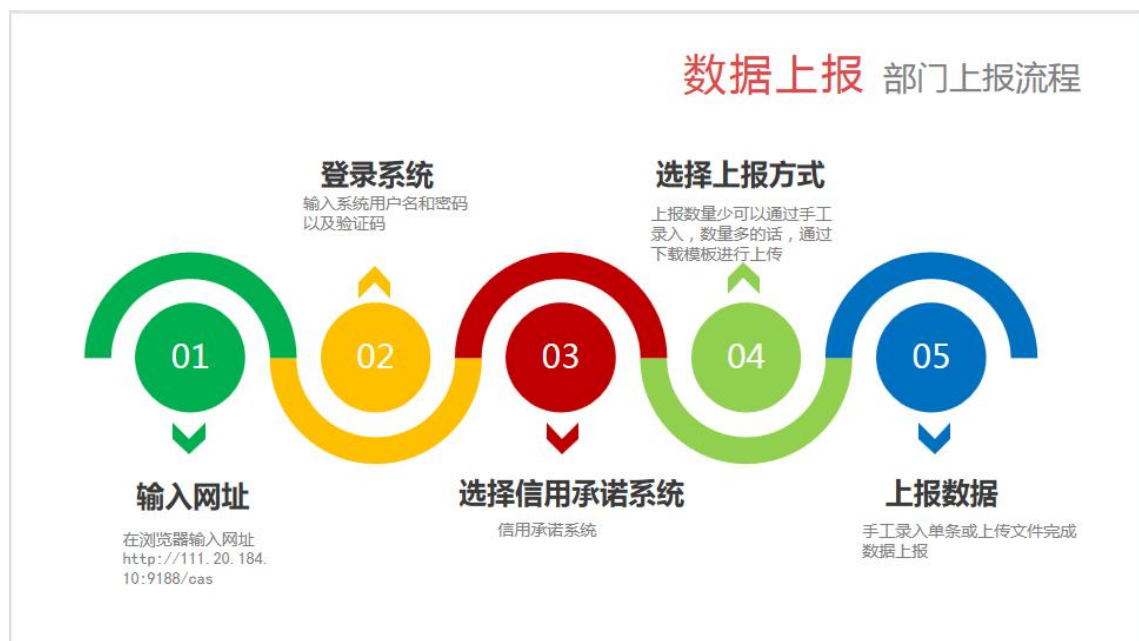 数据上报 部门上报流程
登录系统
输入系统用户名和密码
以及验证码
选择上报方式
上报数量少可以通过手工
录入，数量多的话，通过
下载模板进行上传
01
02
03
04
05
输入网址
在浏览器输入网址
http://111.20.184.
10:9188/cas
选择信用承诺系统
信用承诺系统
上报数据
手工录入单条或上传文件完成
数据上报